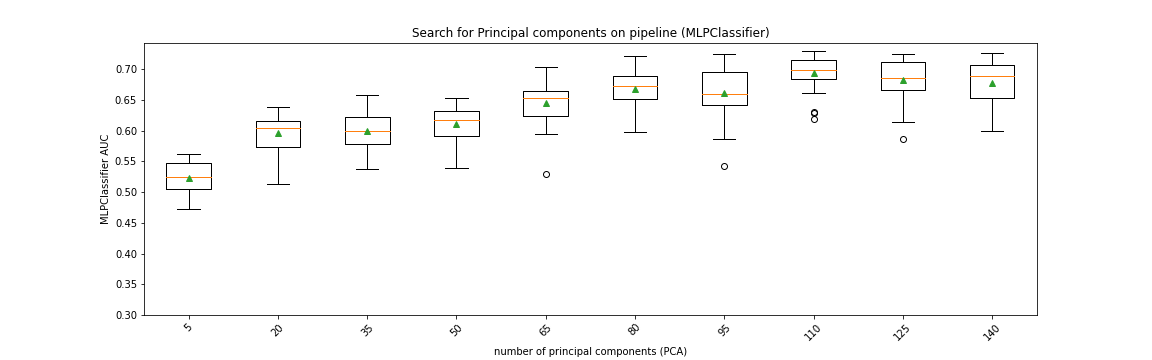 Search for Principal components on pipeline (MLPClassifier)
MLPClassifier AUC
0.70
0.65
0.60
0.55
0.50
0.45
0.40
0.35
0.30
5 20 35 50 65 80 95 110 125 140
number of principal components (PCA)